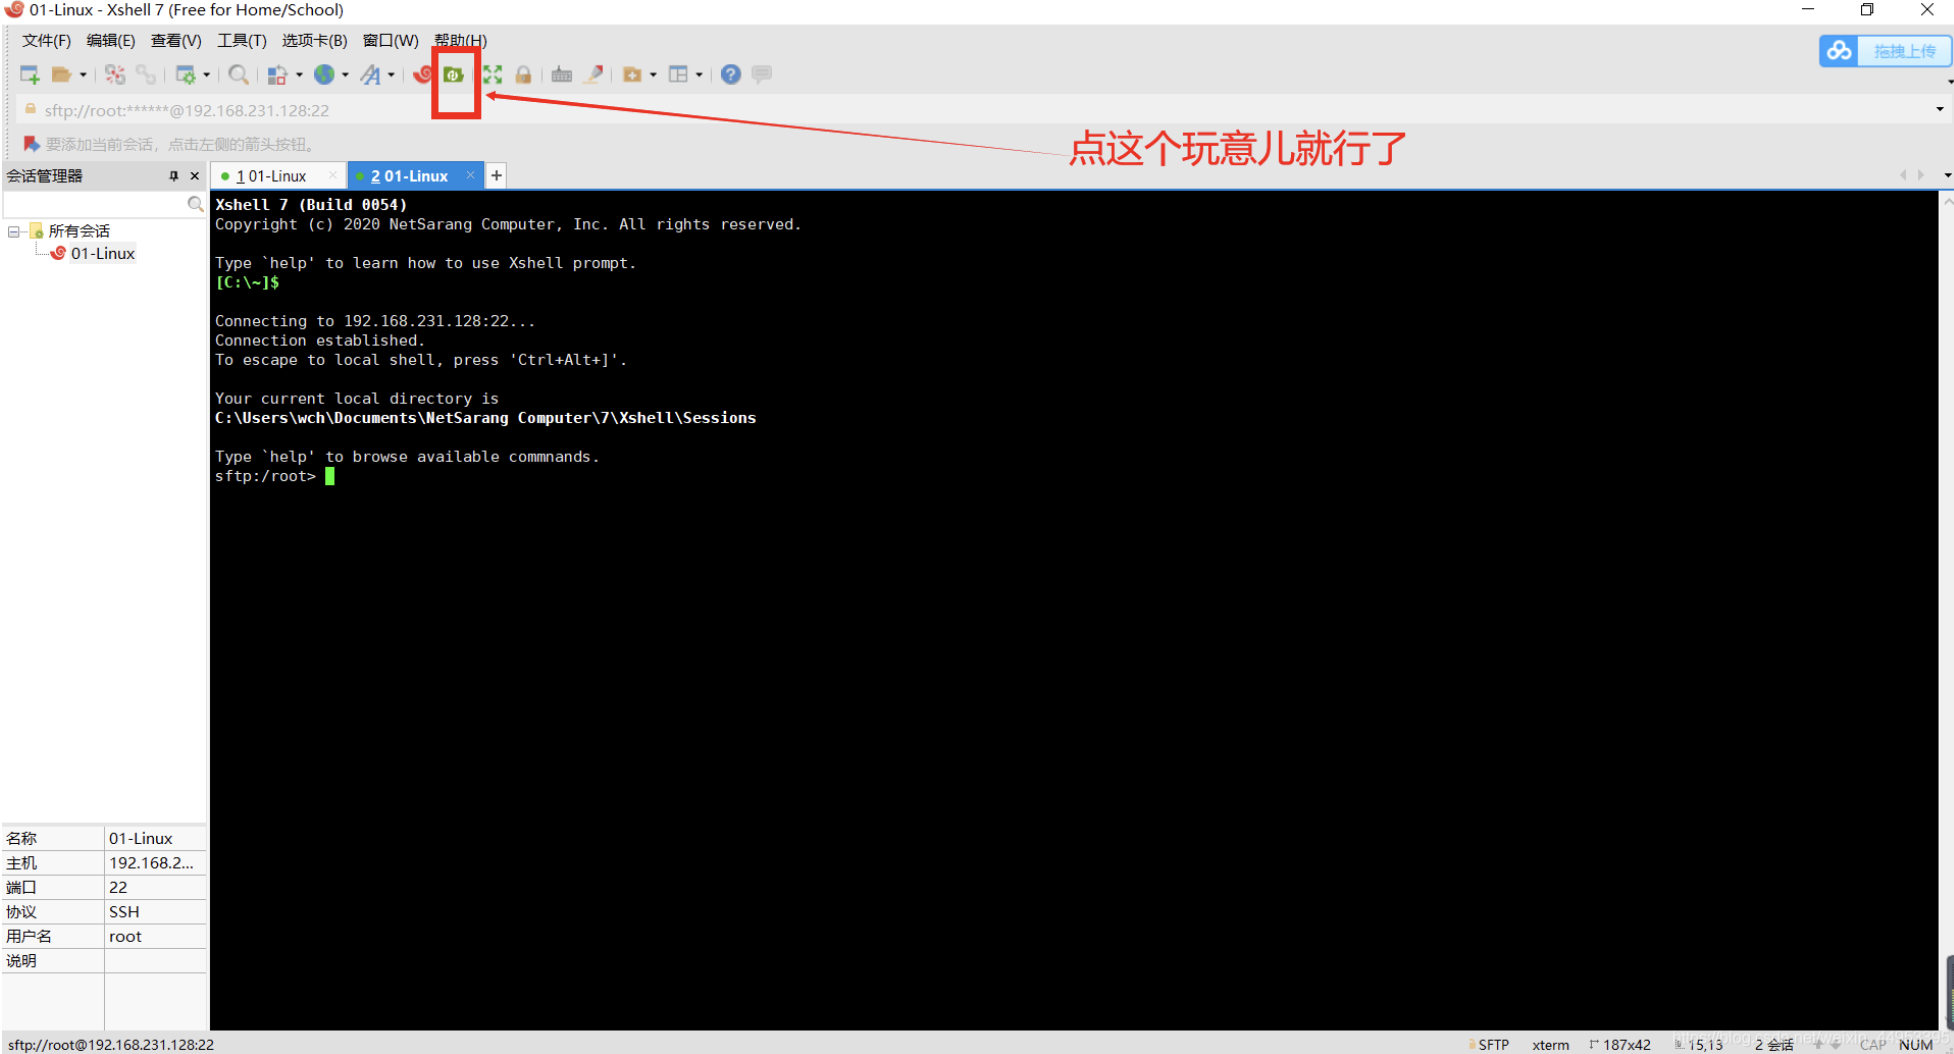 01-Linux - Xshell 7 (Free for Home/School)
文件(F) 编辑(E) 查看(V) 工具(T) 选项卡(B) 窗口(W) 帮助(H)
拖拽上传
sftp://root:******@192.168.231.128:22
要添加当前会话，点击左侧的箭头按钮。
点这个玩意儿就行了
会话管理器
1 01-Linux
2 01-Linux
所有会话
01-Linux
Xshell 7 (Build 0054)
Copyright (c) 2020 NetSarang Computer, Inc. All rights reserved.
Type `help' to learn how to use Xshell prompt.
[C:\~]$
Connecting to 192.168.231.128:22...
Connection established.
To escape to local shell, press 'Ctrl+Alt+]'.
Your current local directory is
C:\Users\wch\Documents\NetSarang Computer\7\Xshell\Sessions
Type `help' to browse available commnands.
sftp:/root>
名称 01-Linux
主机 192.168.2...
端口 22
协议 SSH
用户名 root
说明
sftp://root@192.168.231.128:22
SFTP xterm 187x42 15,13 2 会话 CAP NUM